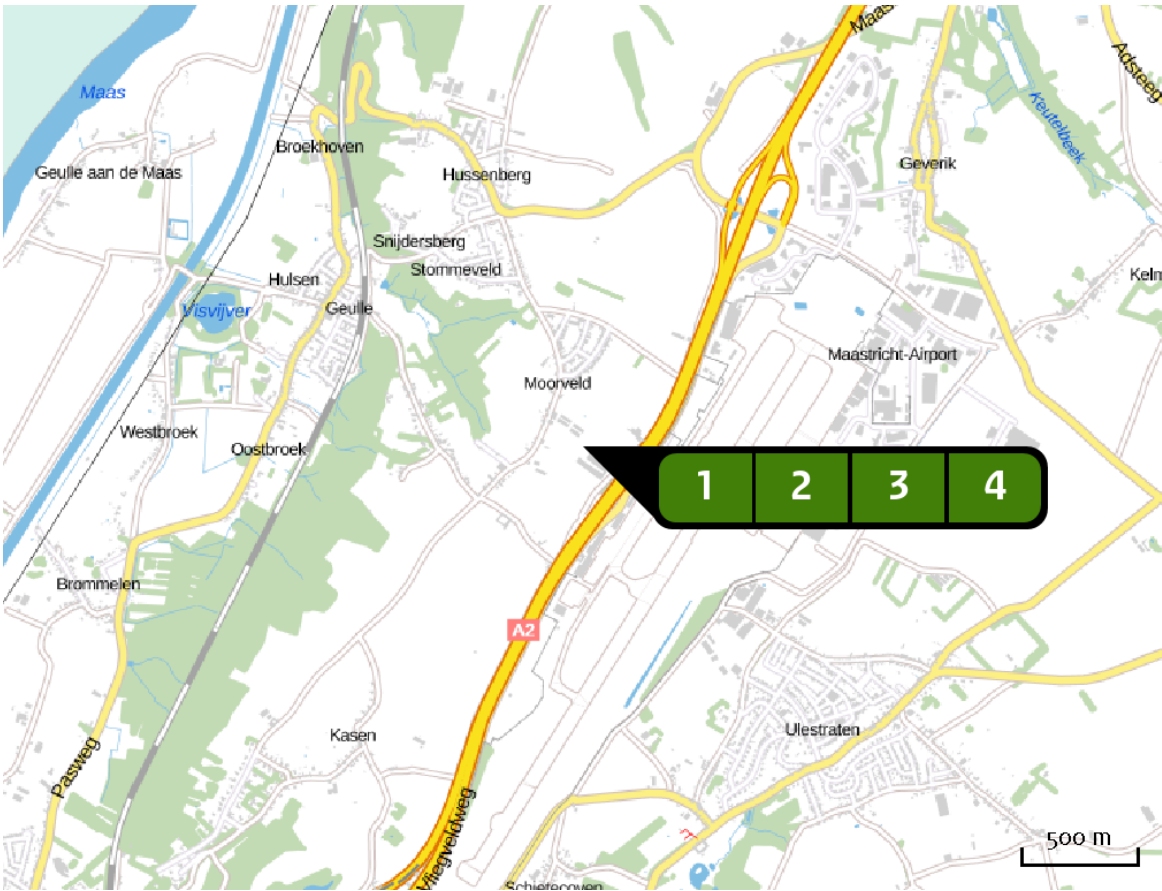 Maas
Adsteeg
Maas
Keutelbeek
Broekhoven
Geverik
Geulle aan de Maas
Hussenberg
Snijdersberg
Stommeveld
Hulsen
Kelm
Visvijver
Geulle
Maastricht-Airport
Moorveld
Westbroek
Oostbroek
1 2 3 4
Brommelen
A2
Kasen
Ulestraten
Pasweg
Vliegveldweg
500 m
Schietecoven